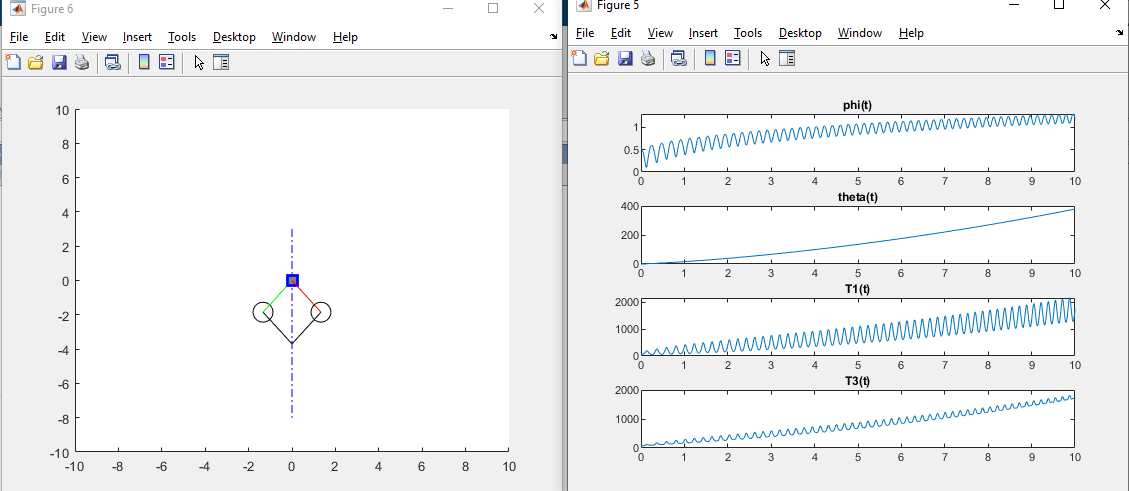 Figure 6
File Edit View Insert Tools Desktop Window Help
10
8
6
4
2
0
-2
-4
-6
-8
-10
-10 -8 -6 -4 -2 0 2 4 6 8 10
Figure 5
File Edit View Insert Tools Desktop Window Help
phi(t)
1
0.5
0
0 1 2 3 4 5 6 7 8 9 10
theta(t)
400
200
0
0 1 2 3 4 5 6 7 8 9 10
T1(t)
2000
1000
0
0 1 2 3 4 5 6 7 8 9 10
T3(t)
2000
1000
0
0 1 2 3 4 5 6 7 8 9 10